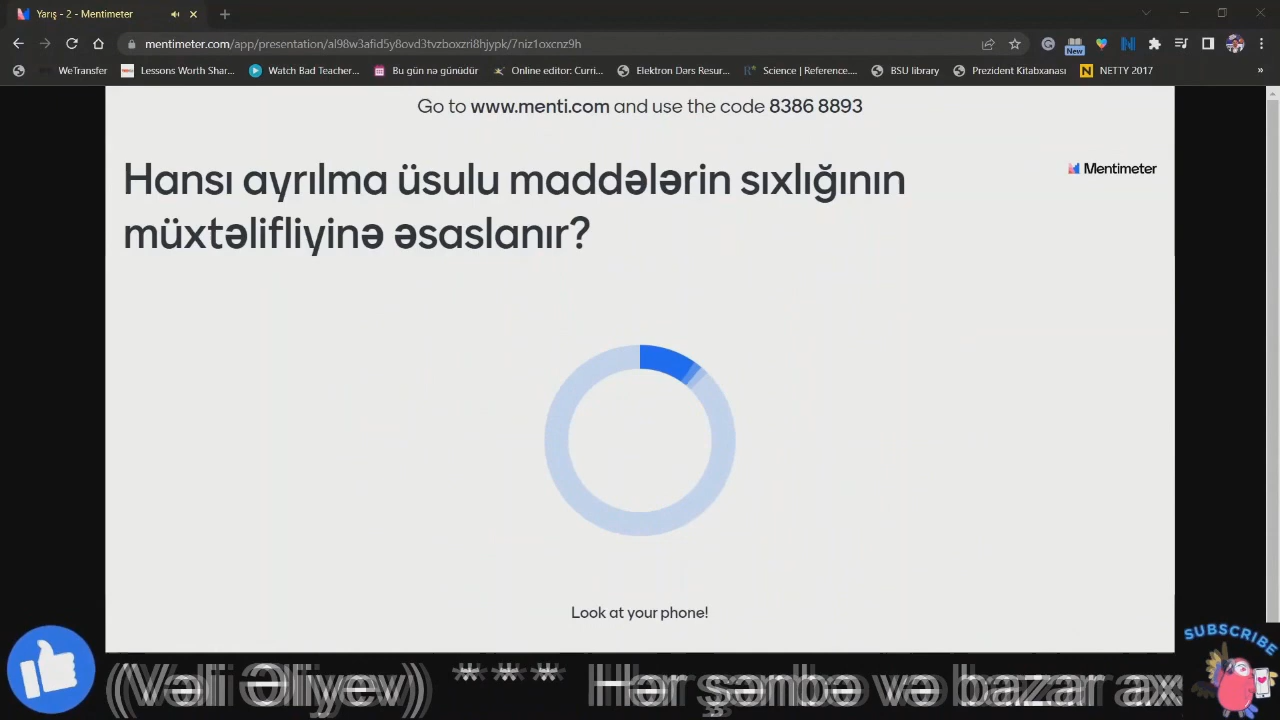 Yarış - 2 - Mentimeter
mentimeter.com/app/presentation/al98w3afid5y8ovd3tvzboxzri8hjypk/7niz1oxcnz9h
New
WeTransfer
Lessons Worth Shar...
Watch Bad Teacher...
Bu gün nə günüdür
Online editor: Curri...
Elektron Dərs Resur...
Science | Reference....
BSU library
Prezident Kitabxanası
N NETTY 2017
Go to www.menti.com and use the code 8386 8893
Hansı ayrılma üsulu maddələrin sıxlığının
müxtəlifliyinə əsaslanır?
Mentimeter
Look at your phone!
SUBSCRIBE
(Vəli Əliyev) *** Hər şənbə və bazar ax